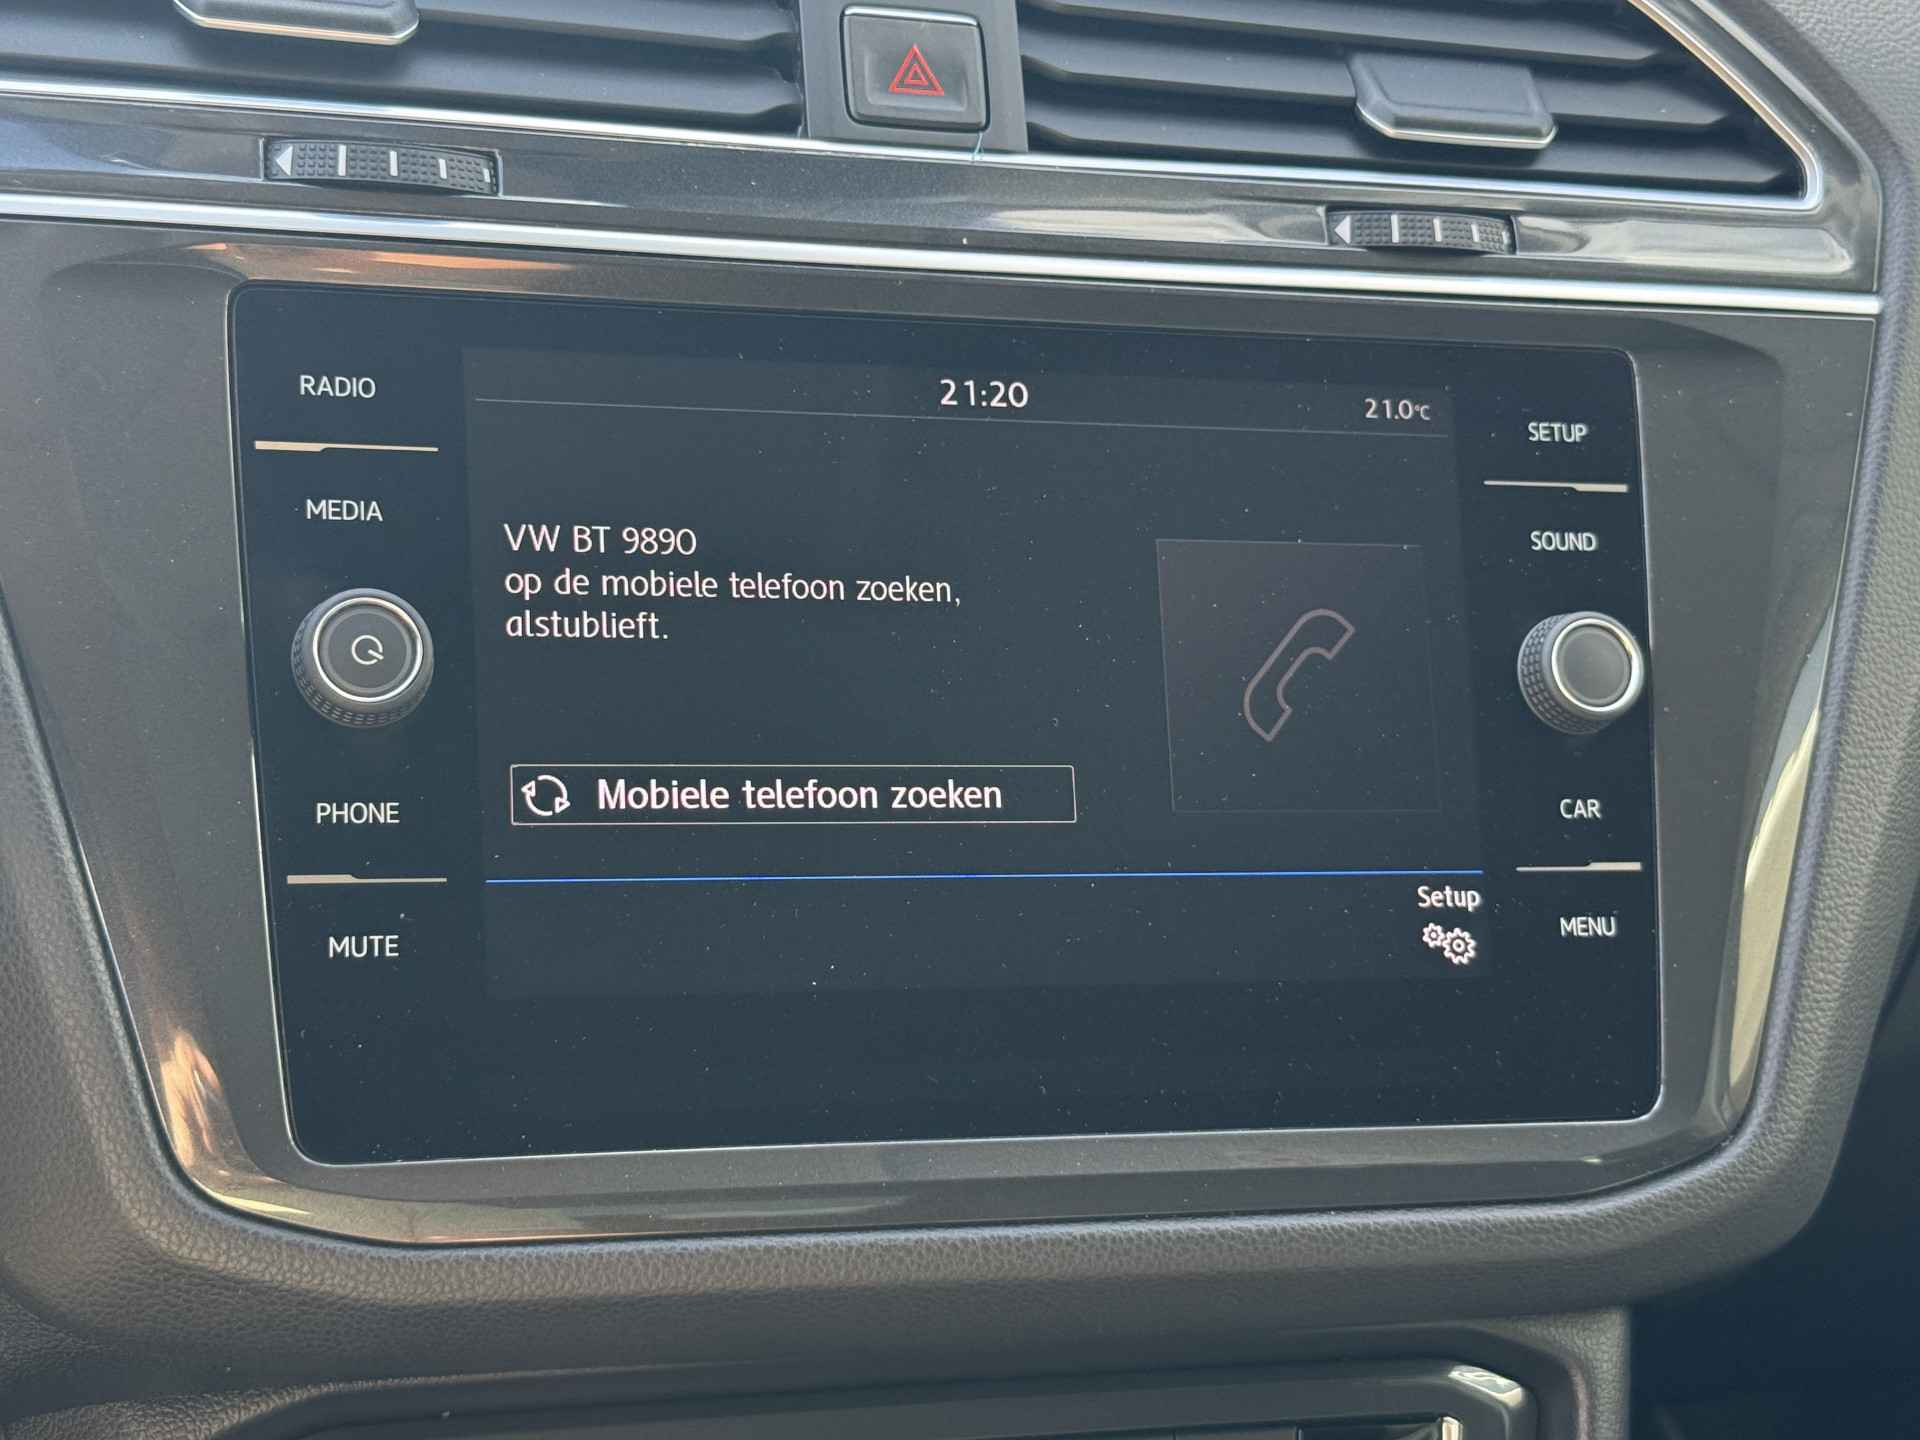 RADIO
MEDIA
PHONE
MUTE
21:20
21.0°C
VW BT 9890
op de mobiele telefoon zoeken,
alstublieft.
Mobiele telefoon zoeken
Setup
SETUP
SOUND
CAR
MENU